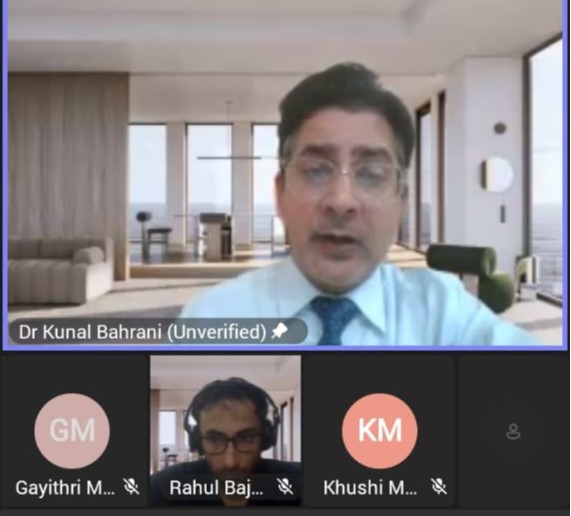 Dr Kunal Bahrani (Unverified)
GM
KM
Gayithri M...
Rahul Baj...
Khushi M...